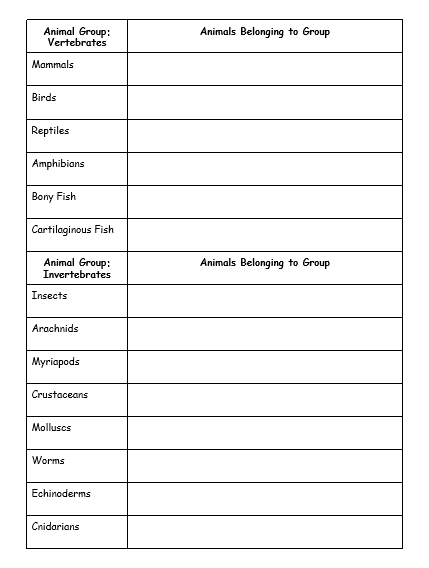 Animal Group:
Vertebrates
Animals Belonging to Group
Mammals
Birds
Reptiles
Amphibians
Bony Fish
Cartilaginous Fish
Animal Group:
Invertebrates
Animals Belonging to Group
Insects
Arachnids
Myriapods
Crustaceans
Molluscs
Worms
Echinoderms
Cnidarians